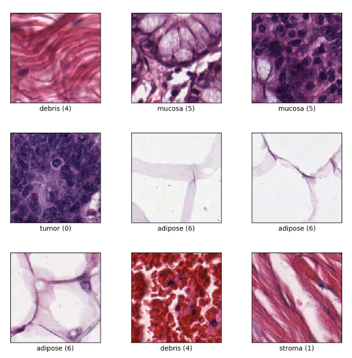 debris (4)
mucosa (5)
mucosa (5)
tumor (0)
adipose (6)
adipose (6)
adipose (6)
debris (4)
stroma (1)